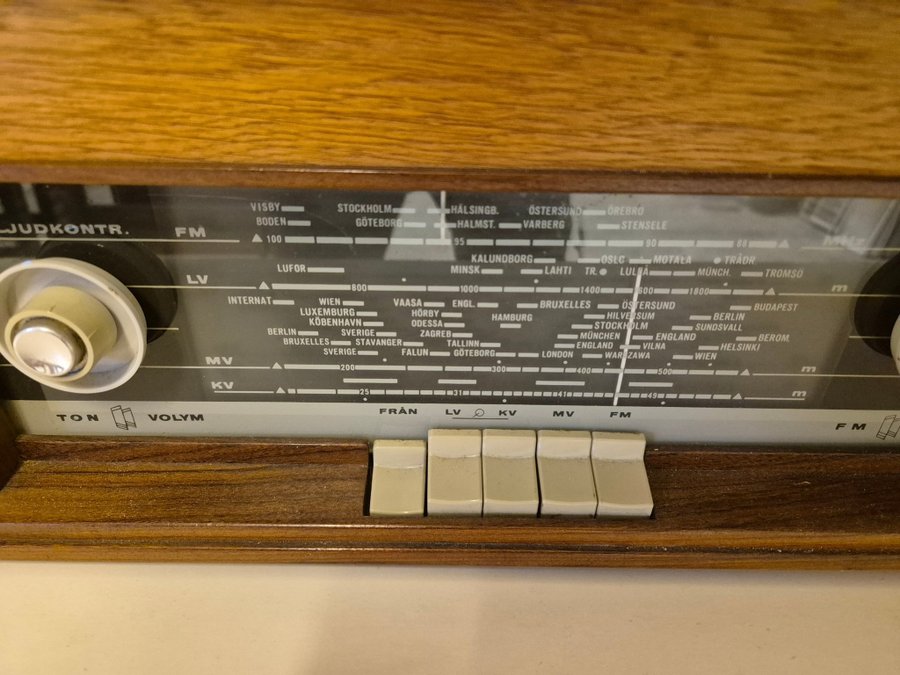 VISBY STOCKHOLM HÄLSINGB. ÖSTERSUND ÖREBRO
BODEN GÖTEBORG HALMST. VARBERG STENSELE
LJUDKONTR. FM 100 95 90 88 MHz
KALUNDBORG OSLO MOTALA TRÅDR
LUFOR MINSK LAHTI TR. LULEÅ MÜNCH. TROMSÖ
LV 800 1000 1400 1600 1800 m
INTERNAT WIEN VAASA ENGL. BRUXELLES ÖSTERSUND BUDAPEST
LUXEMBURG HÖRBY HAMBURG HILVERSUM BERLIN
KÖBENHAVN ODESSA STOCKHOLM SUNDSVALL
BERLIN SVERIGE ZAGREB MÜNCHEN ENGLAND BEROM.
BRUXELLES STAVANGER TALLINN ENGLAND VILNA HELSINKI
SVERIGE FALUN GÖTEBORG LONDON WARSZAWA WIEN
MV 200 300 400 500 m
KV 25 31 41 49 m
TON VOLYM FRÅN LV KV MV FM FM